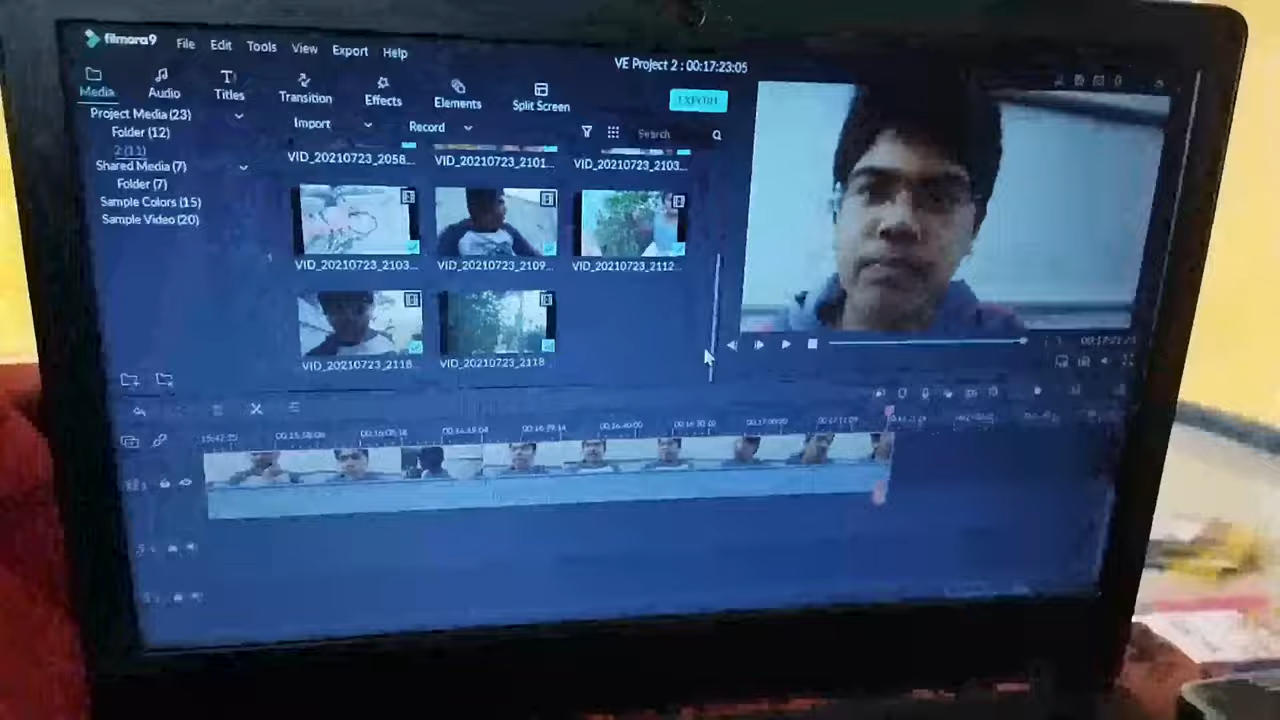 filmora9 File Edit Tools View Export Help
VE Project 2 : 00:17:23:05
Media Audio Titles Transition Effects Elements Split Screen
EXPORT
Project Media (23)
Folder (12)
2 (11)
Shared Media (7)
Folder (7)
Sample Colors (15)
Sample Video (20)
Import Record Search
VID_20210723_2058... VID_20210723_2101... VID_20210723_2103...
VID_20210723_2103... VID_20210723_2109... VID_20210723_2112...
VID_20210723_2118... VID_20210723_2118